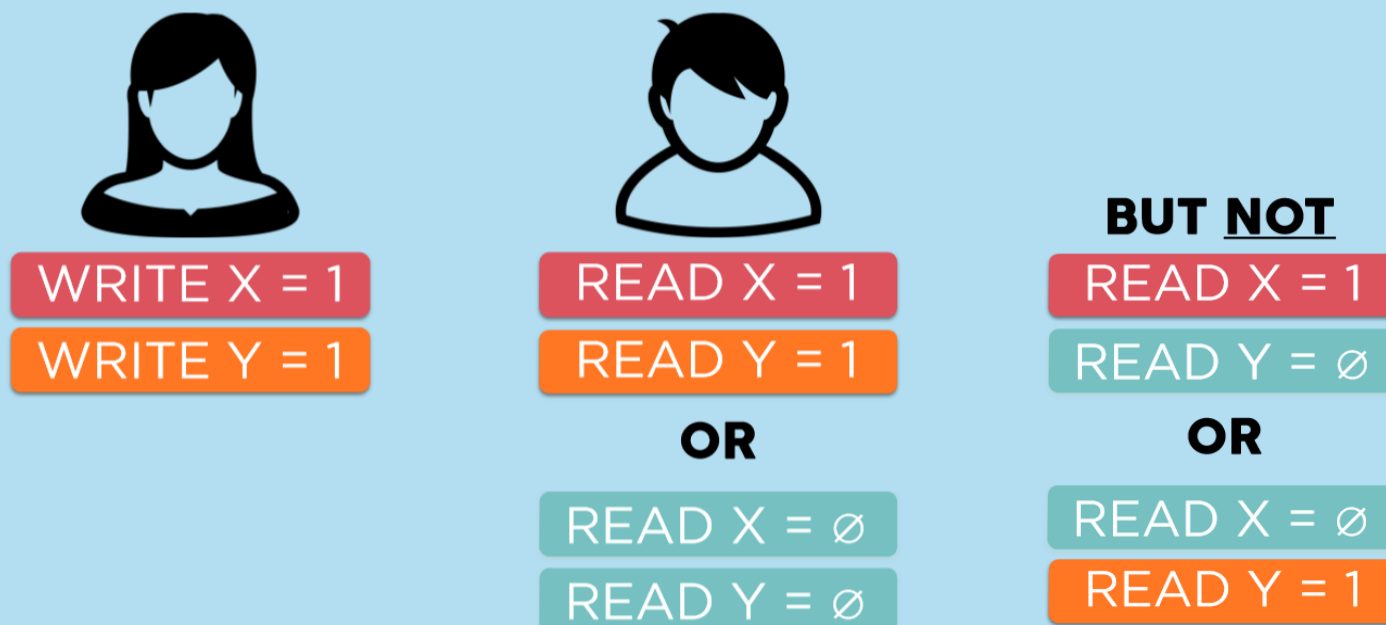 WRITE X = 1
WRITE Y = 1
READ X = 1
READ Y = 1
OR
READ X = ∅
READ Y = ∅
BUT NOT
READ X = 1
READ Y = ∅
OR
READ X = ∅
READ Y = 1